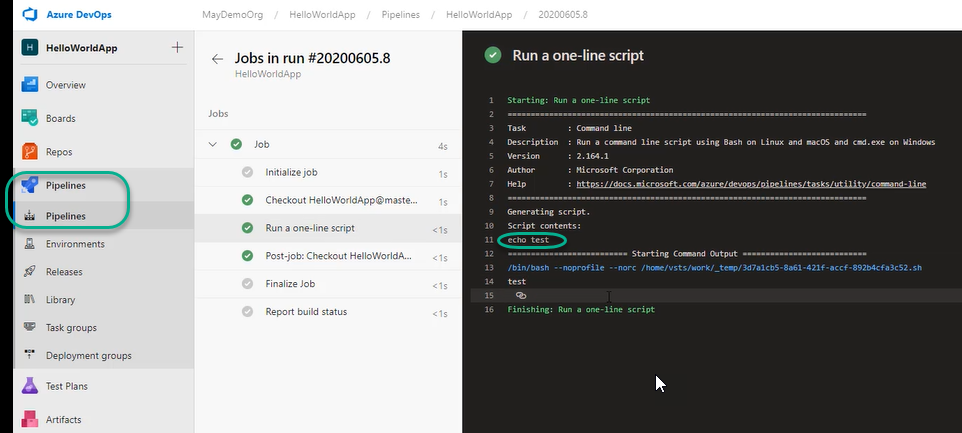 Azure DevOps
MayDemoOrg / HelloWorldApp / Pipelines / HelloWorldApp / 20200605.8
H HelloWorldApp
Overview
Boards
Repos
Pipelines
Pipelines
Environments
Releases
Library
Task groups
Deployment groups
Test Plans
Artifacts
Jobs in run #20200605.8
HelloWorldApp
Jobs
Job 4s
Initialize job 1s
Checkout HelloWorldApp@maste... 1s
Run a one-line script <1s
Post-job: Checkout HelloWorldA... <1s
Finalize Job <1s
Report build status <1s
Run a one-line script
1 Starting: Run a one-line script
2 ==============================================================================
3 Task : Command line
4 Description : Run a command line script using Bash on Linux and macOS and cmd.exe on Windows
5 Version : 2.164.1
6 Author : Microsoft Corporation
7 Help : https://docs.microsoft.com/azure/devops/pipelines/tasks/utility/command-line
8 ==============================================================================
9 Generating script.
10 Script contents:
11 echo test
12 ========================== Starting Command Output ===========================
13 /bin/bash --noprofile --norc /home/vsts/work/_temp/3d7a1cb5-8a61-421f-accf-892b4cfa3c52.sh
14 test
15
16 Finishing: Run a one-line script